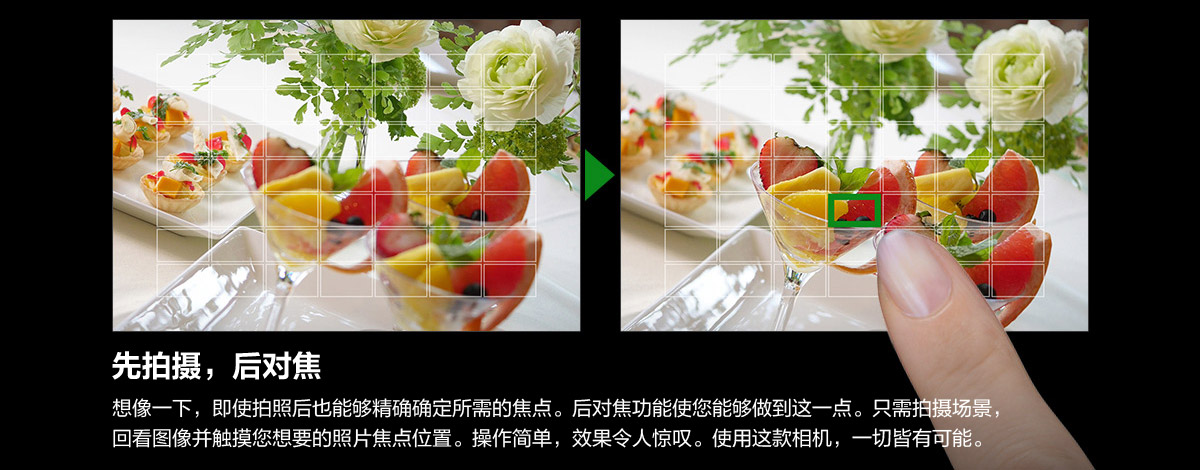 先拍摄，后对焦
想像一下，即使拍照后也能够精确确定所需的焦点。后对焦功能使您能够做到这一点。只需拍摄场景，
回看图像并触摸您想要的照片焦点位置。操作简单，效果令人惊叹。使用这款相机，一切皆有可能。